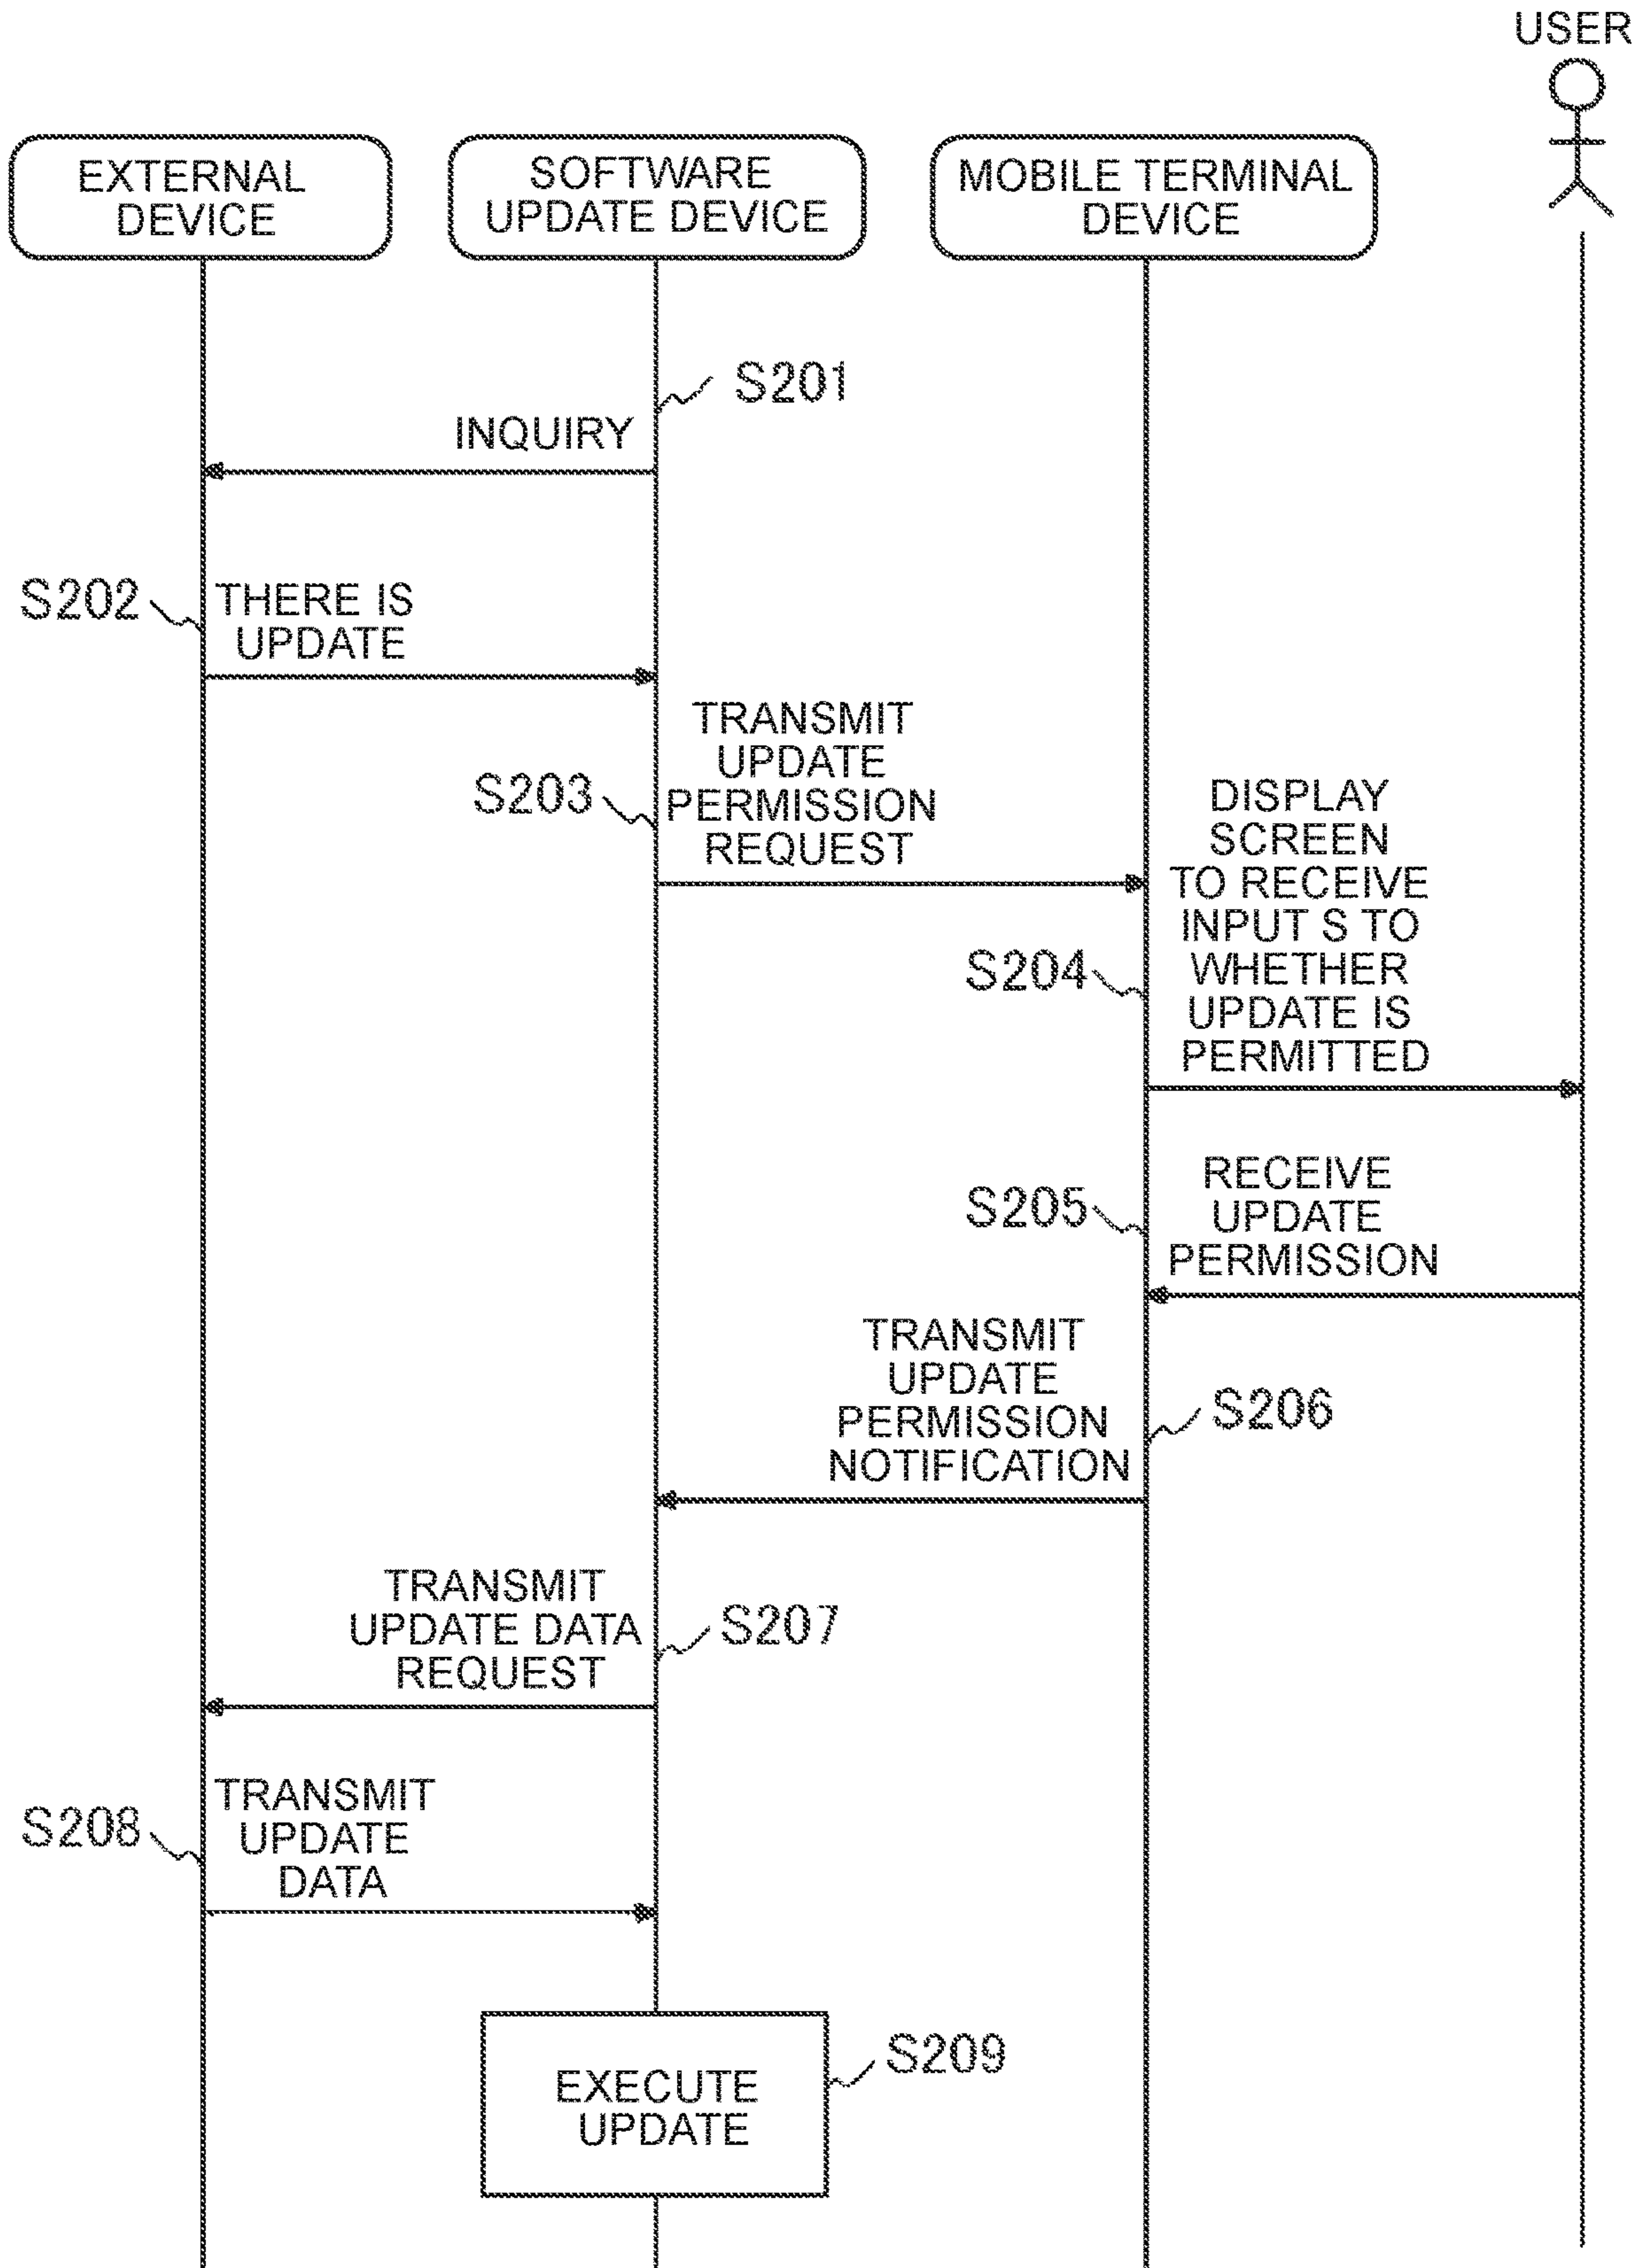 USER
EXTERNAL
DEVICE
SOFTWARE
UPDATE DEVICE
MOBILE TERMINAL
DEVICE
S201
INQUIRY
S202
THERE IS
UPDATE
S203
TRANSMIT
UPDATE
PERMISSION
REQUEST
S204
DISPLAY
SCREEN
TO RECEIVE
INPUT S TO
WHETHER
UPDATE IS
PERMITTED
S205
RECEIVE
UPDATE
PERMISSION
TRANSMIT
UPDATE
PERMISSION
NOTIFICATION
S206
TRANSMIT
UPDATE DATA
REQUEST
S207
S208
TRANSMIT
UPDATE
DATA
EXECUTE
UPDATE
S209